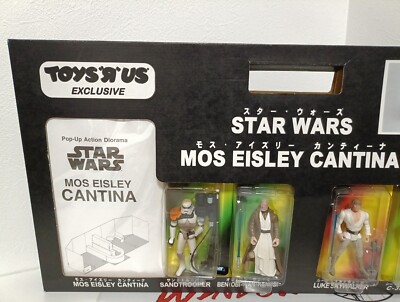 TOYS"R"US
EXCLUSIVE
スター・ウォーズ
STAR WARS
モス・アイズリー カンティーナ
MOS EISLEY CANTINA
Pop-Up Action Diorama
STAR
WARS
MOS EISLEY
CANTINA
モス・アイズリー カンティーナ
MOS EISLEY CANTINA
SANDTROOPER
LUKE SKYWALKER